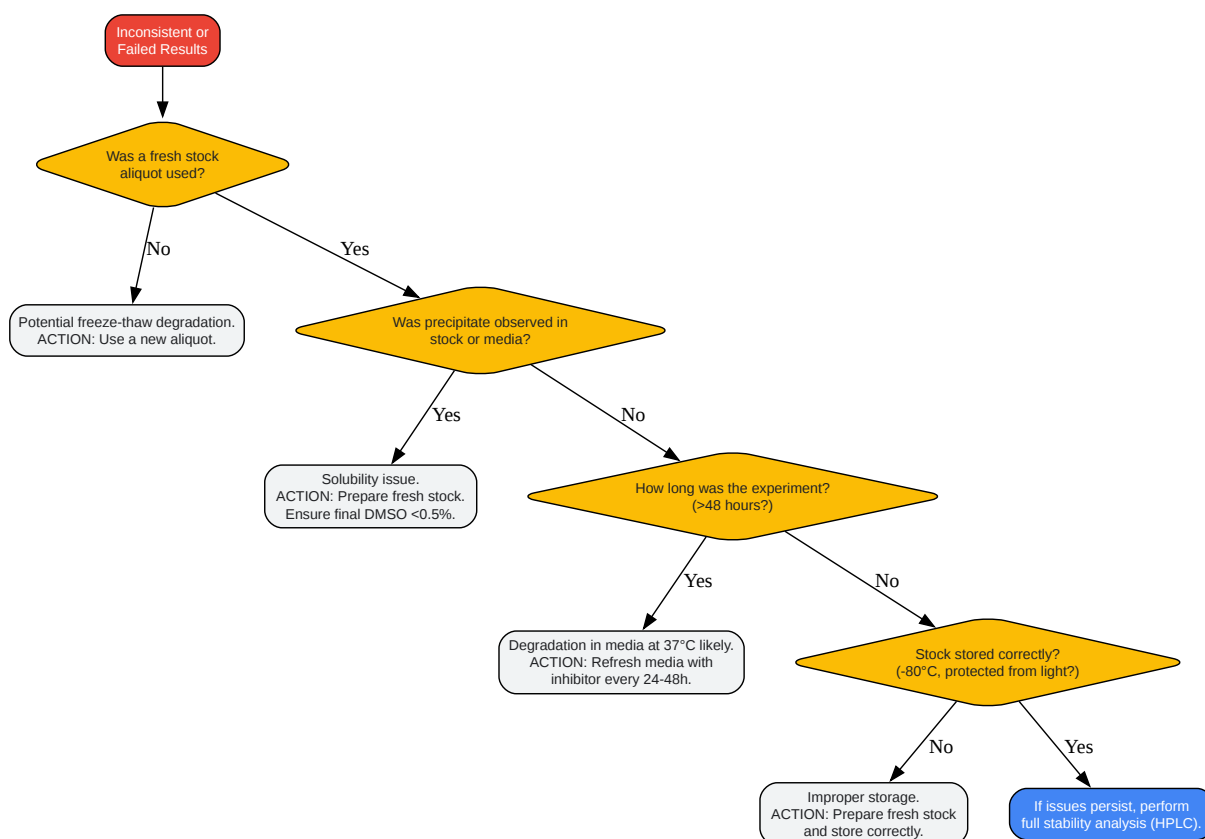 Inconsistent or
Failed Results
Was a fresh stock
aliquot used?
No
Yes
Potential freeze-thaw degradation.
ACTION: Use a new aliquot.
Was precipitate observed in
stock or media?
Yes
No
Solubility issue.
ACTION: Prepare fresh stock.
Ensure final DMSO <0.5%.
How long was the experiment?
(>48 hours?)
Yes
No
Degradation in media at 37°C likely.
ACTION: Refresh media with
inhibitor every 24-48h.
Stock stored correctly?
(-80°C, protected from light?)
No
Yes
Improper storage.
ACTION: Prepare fresh stock
and store correctly.
If issues persist, perform
full stability analysis (HPLC).